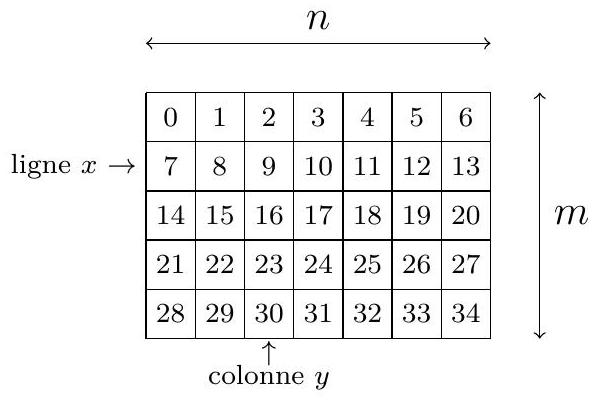 n
0 1 2 3 4 5 6
ligne x → 7 8 9 10 11 12 13
14 15 16 17 18 19 20 m
21 22 23 24 25 26 27
28 29 30 31 32 33 34
colonne y